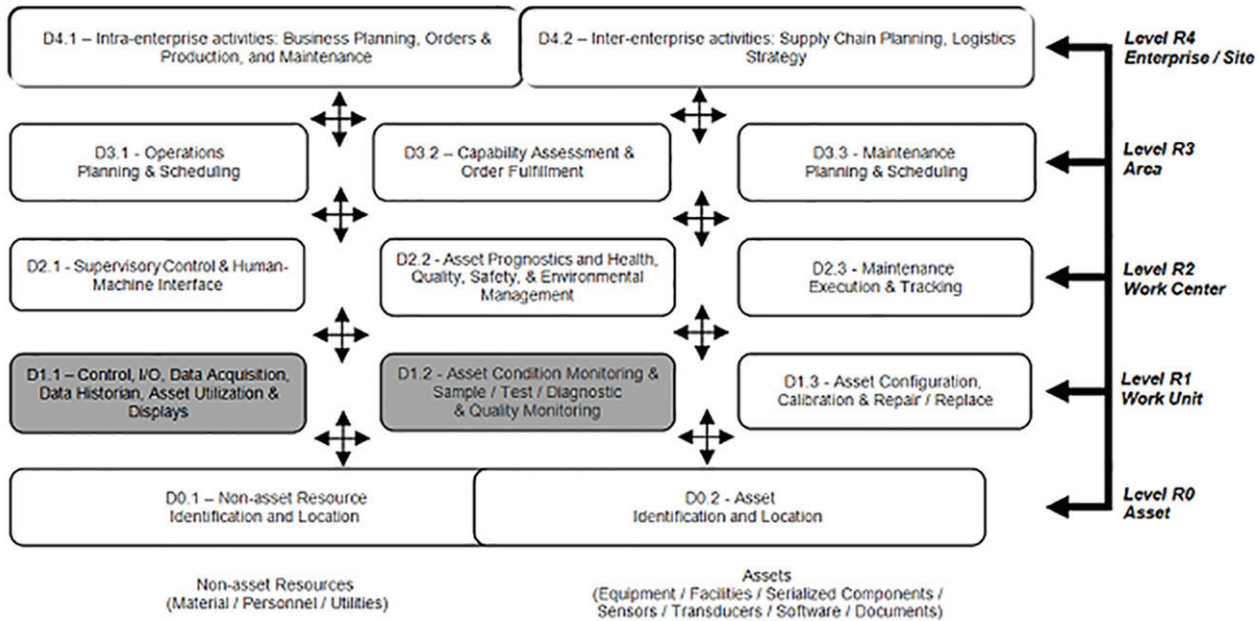 D4.1 – Intra-enterprise activities: Business Planning, Orders &
Production, and Maintenance
D4.2 – Inter-enterprise activities: Supply Chain Planning, Logistics
Strategy
Level R4
Enterprise / Site
D3.1 - Operations
Planning & Scheduling
D3.2 – Capability Assessment &
Order Fulfillment
D3.3 - Maintenance
Planning & Scheduling
Level R3
Area
D2.1 - Supervisory Control & Human-
Machine Interface
D2.2 - Asset Prognostics and Health,
Quality, Safety, & Environmental
Management
D2.3 – Maintenance
Execution & Tracking
Level R2
Work Center
D1.1 – Control, I/O, Data Acquisition,
Data Historian, Asset Utilization &
Displays
D1.2 - Asset Condition Monitoring &
Sample / Test / Diagnostic
& Quality Monitoring
D1.3 - Asset Configuration,
Calibration & Repair / Replace
Level R1
Work Unit
D0.1 – Non-asset Resource
Identification and Location
D0.2 - Asset
Identification and Location
Level R0
Asset
Non-asset Resources
(Material / Personnel / Utilities)
Assets
(Equipment / Facilities / Serialized Components /
Sensors / Transducers / Software / Documents)